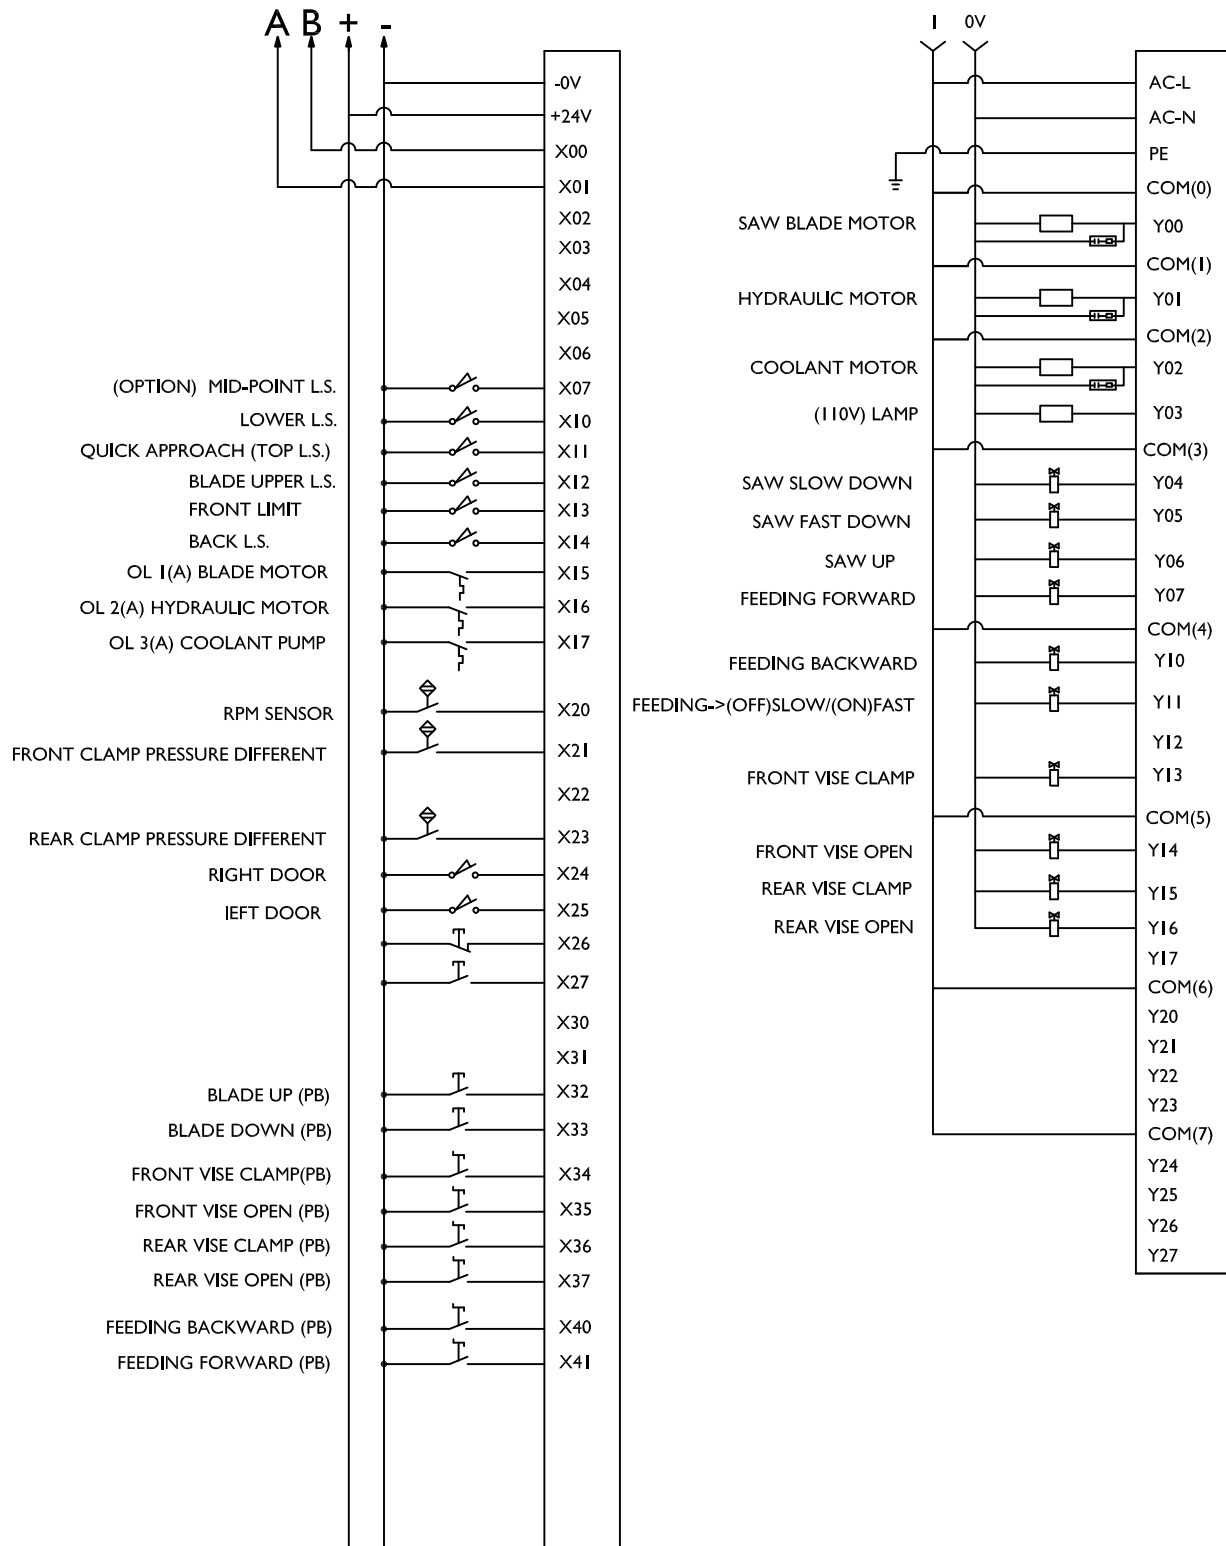 A B + -
-0V
+24V
X00
X01
X02
X03
X04
X05
X06
(OPTION) MID-POINT L.S. X07
LOWER L.S. X10
QUICK APPROACH (TOP L.S.) X11
BLADE UPPER L.S. X12
FRONT LIMIT X13
BACK L.S. X14
OL 1(A) BLADE MOTOR X15
OL 2(A) HYDRAULIC MOTOR X16
OL 3(A) COOLANT PUMP X17
RPM SENSOR X20
FRONT CLAMP PRESSURE DIFFERENT X21
X22
REAR CLAMP PRESSURE DIFFERENT X23
RIGHT DOOR X24
lEFT DOOR X25
X26
X27
X30
X31
BLADE UP (PB) X32
BLADE DOWN (PB) X33
FRONT VISE CLAMP(PB) X34
FRONT VISE OPEN (PB) X35
REAR VISE CLAMP (PB) X36
REAR VISE OPEN (PB) X37
FEEDING BACKWARD (PB) X40
FEEDING FORWARD (PB) X41
I 0V
AC-L
AC-N
PE
COM(0)
SAW BLADE MOTOR Y00
COM(1)
HYDRAULIC MOTOR Y01
COM(2)
COOLANT MOTOR Y02
(110V) LAMP Y03
COM(3)
SAW SLOW DOWN Y04
SAW FAST DOWN Y05
SAW UP Y06
FEEDING FORWARD Y07
COM(4)
FEEDING BACKWARD Y10
FEEDING->(OFF)SLOW/(ON)FAST Y11
Y12
FRONT VISE CLAMP Y13
COM(5)
FRONT VISE OPEN Y14
REAR VISE CLAMP Y15
REAR VISE OPEN Y16
Y17
COM(6)
Y20
Y21
Y22
Y23
COM(7)
Y24
Y25
Y26
Y27